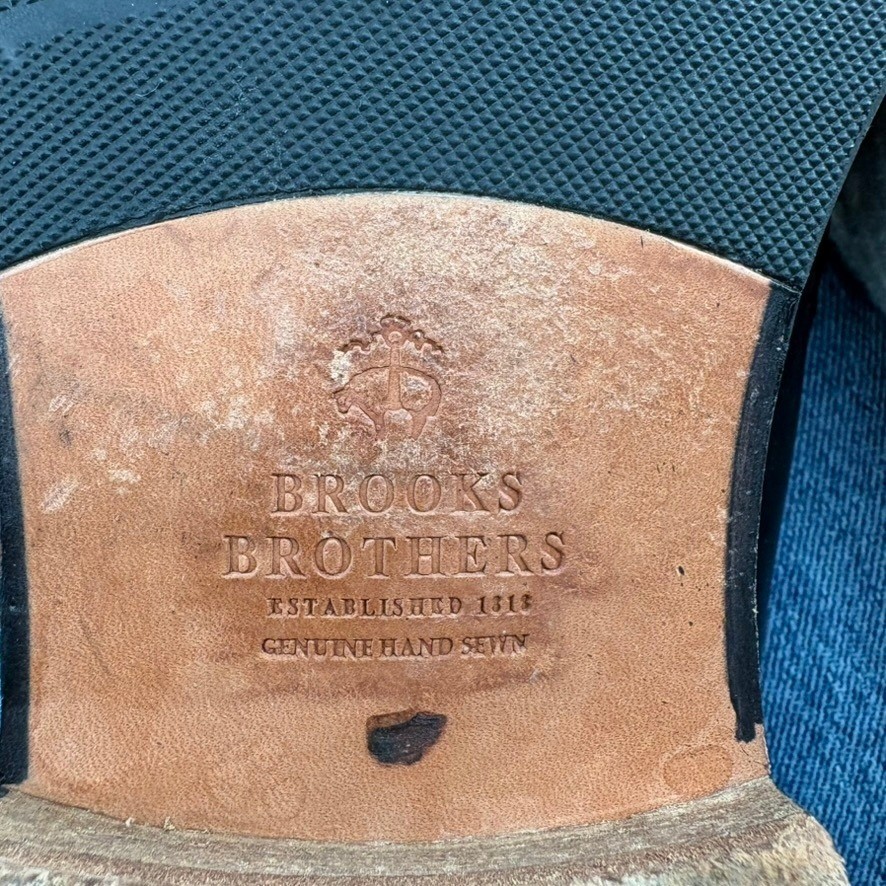 BROOKS
BROTHERS
ESTABLISHED 1818
GENUINE HAND SEWN